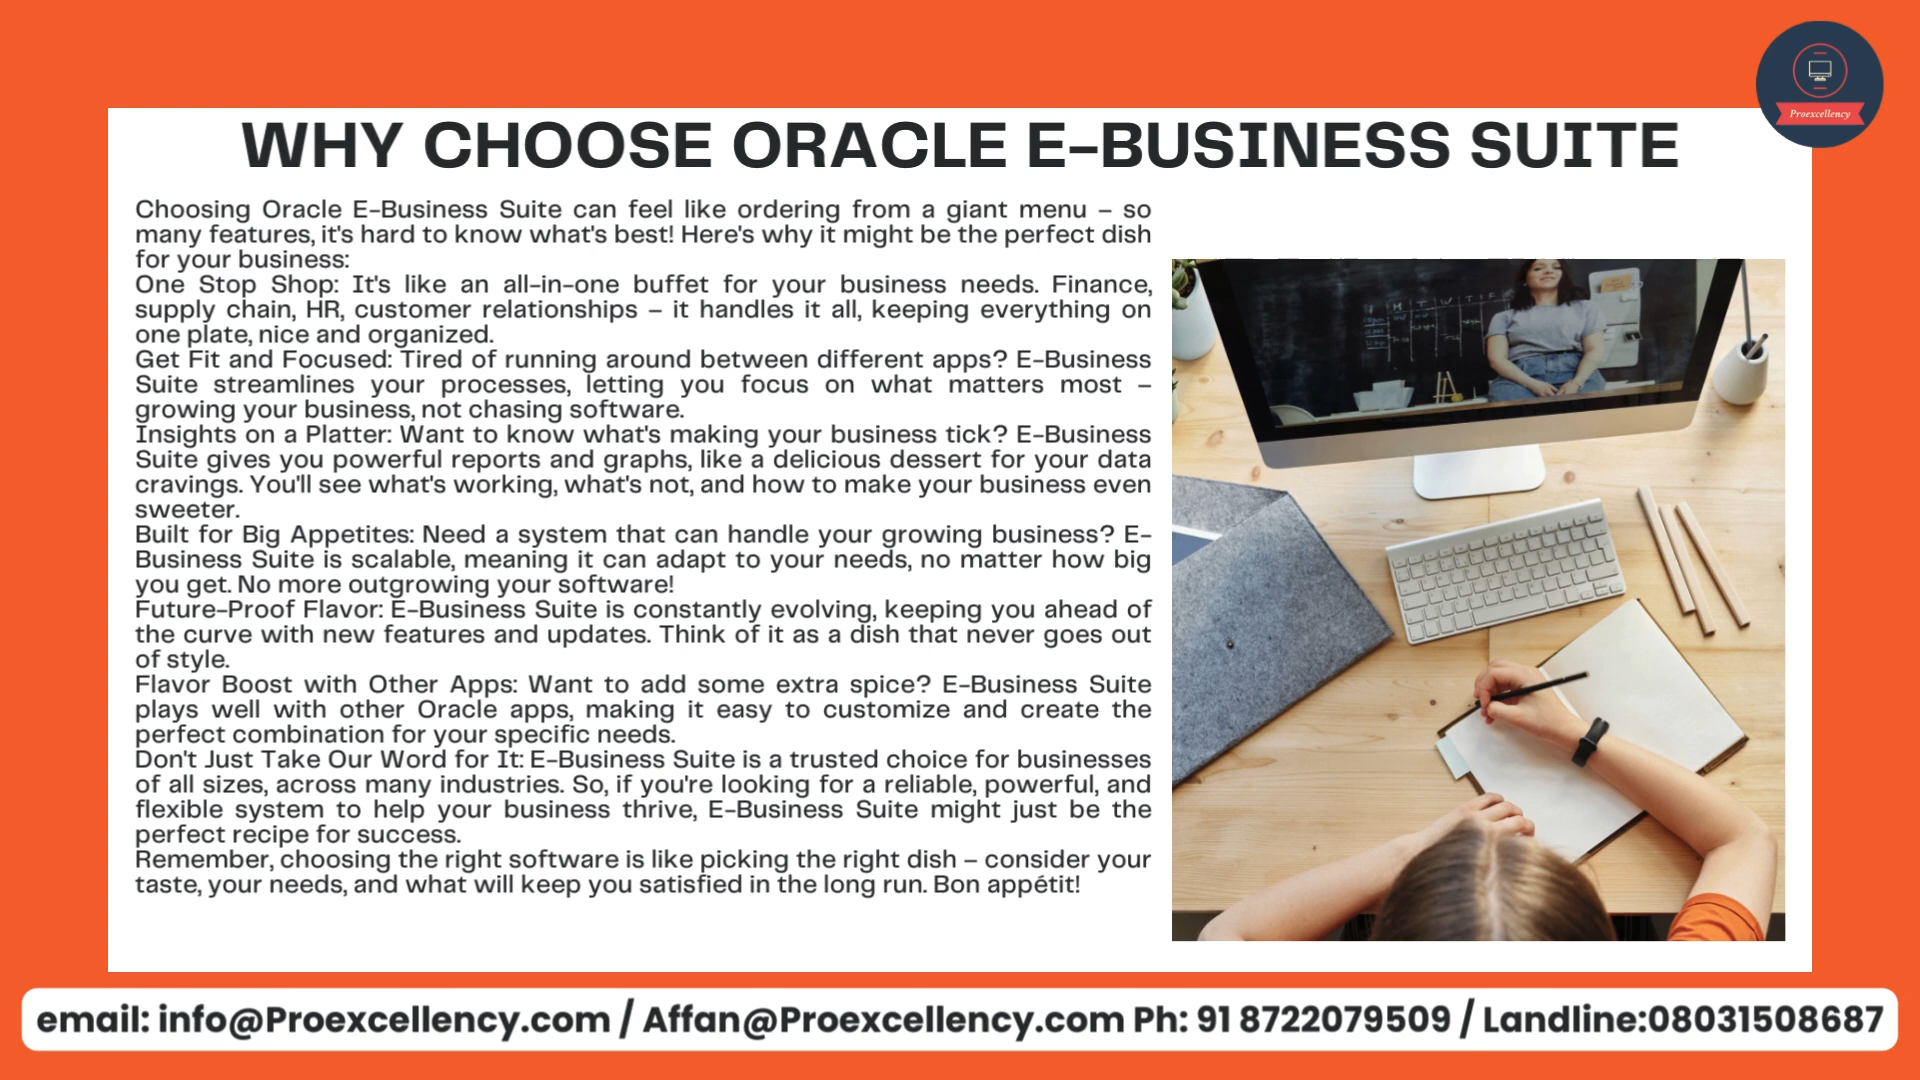 Proexcellency
WHY CHOOSE ORACLE E-BUSINESS SUITE
Choosing Oracle E-Business Suite can feel like ordering from a giant menu – so
many features, it's hard to know what's best! Here's why it might be the perfect dish
for your business:
One Stop Shop: It's like an all-in-one buffet for your business needs. Finance,
supply chain, HR, customer relationships – it handles it all, keeping everything on
one plate, nice and organized.
Get Fit and Focused: Tired of running around between different apps? E-Business
Suite streamlines your processes, letting you focus on what matters most –
growing your business, not chasing software.
Insights on a Platter: Want to know what's making your business tick? E-Business
Suite gives you powerful reports and graphs, like a delicious dessert for your data
cravings. You'll see what's working, what's not, and how to make your business even
sweeter.
Built for Big Appetites: Need a system that can handle your growing business? E-
Business Suite is scalable, meaning it can adapt to your needs, no matter how big
you get. No more outgrowing your software!
Future-Proof Flavor: E-Business Suite is constantly evolving, keeping you ahead of
the curve with new features and updates. Think of it as a dish that never goes out
of style.
Flavor Boost with Other Apps: Want to add some extra spice? E-Business Suite
plays well with other Oracle apps, making it easy to customize and create the
perfect combination for your specific needs.
Don't Just Take Our Word for It: E-Business Suite is a trusted choice for businesses
of all sizes, across many industries. So, if you're looking for a reliable, powerful, and
flexible system to help your business thrive, E-Business Suite might just be the
perfect recipe for success.
Remember, choosing the right software is like picking the right dish – consider your
taste, your needs, and what will keep you satisfied in the long run. Bon appétit!
email: info@Proexcellency.com / Affan@Proexcellency.com Ph: 91 8722079509 / Landline:08031508687